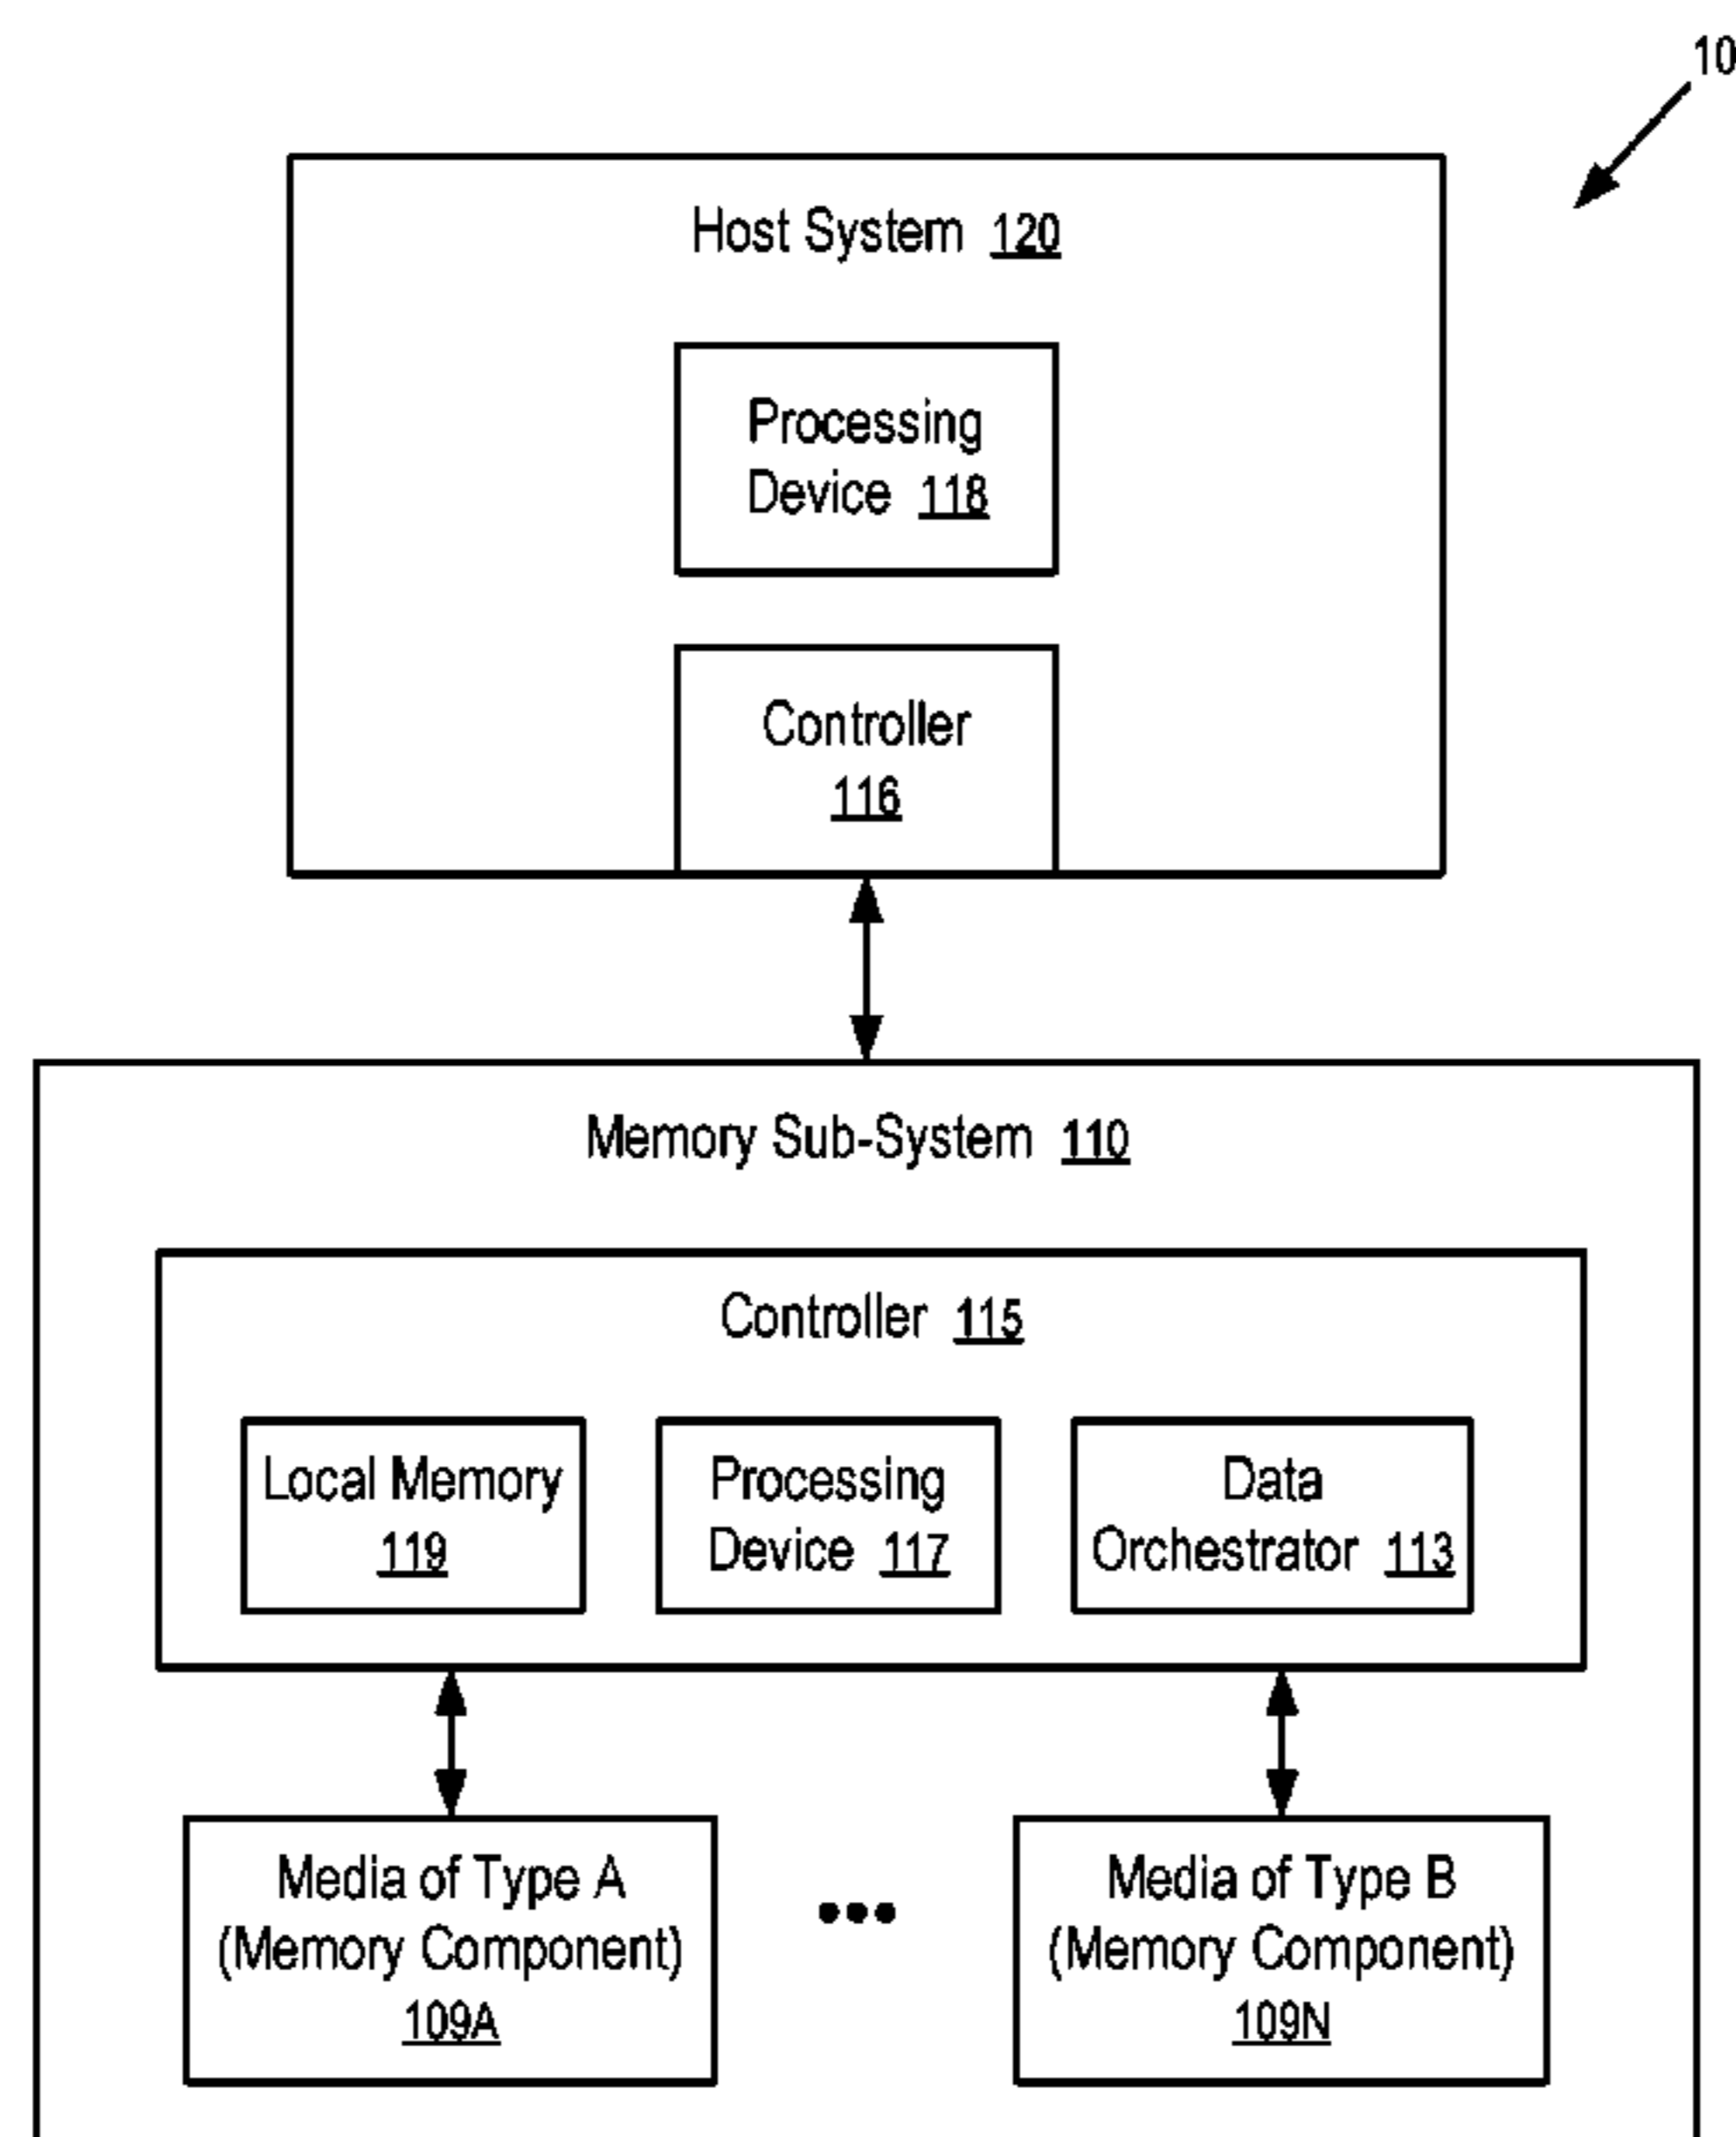 10
Host System 120
Processing
Device 118
Controller
116
Memory Sub-System 110
Controller 115
Local Memory
119
Processing
Device 117
Data
Orchestrator 113
Media of Type A
(Memory Component)
109A
Media of Type B
(Memory Component)
109N